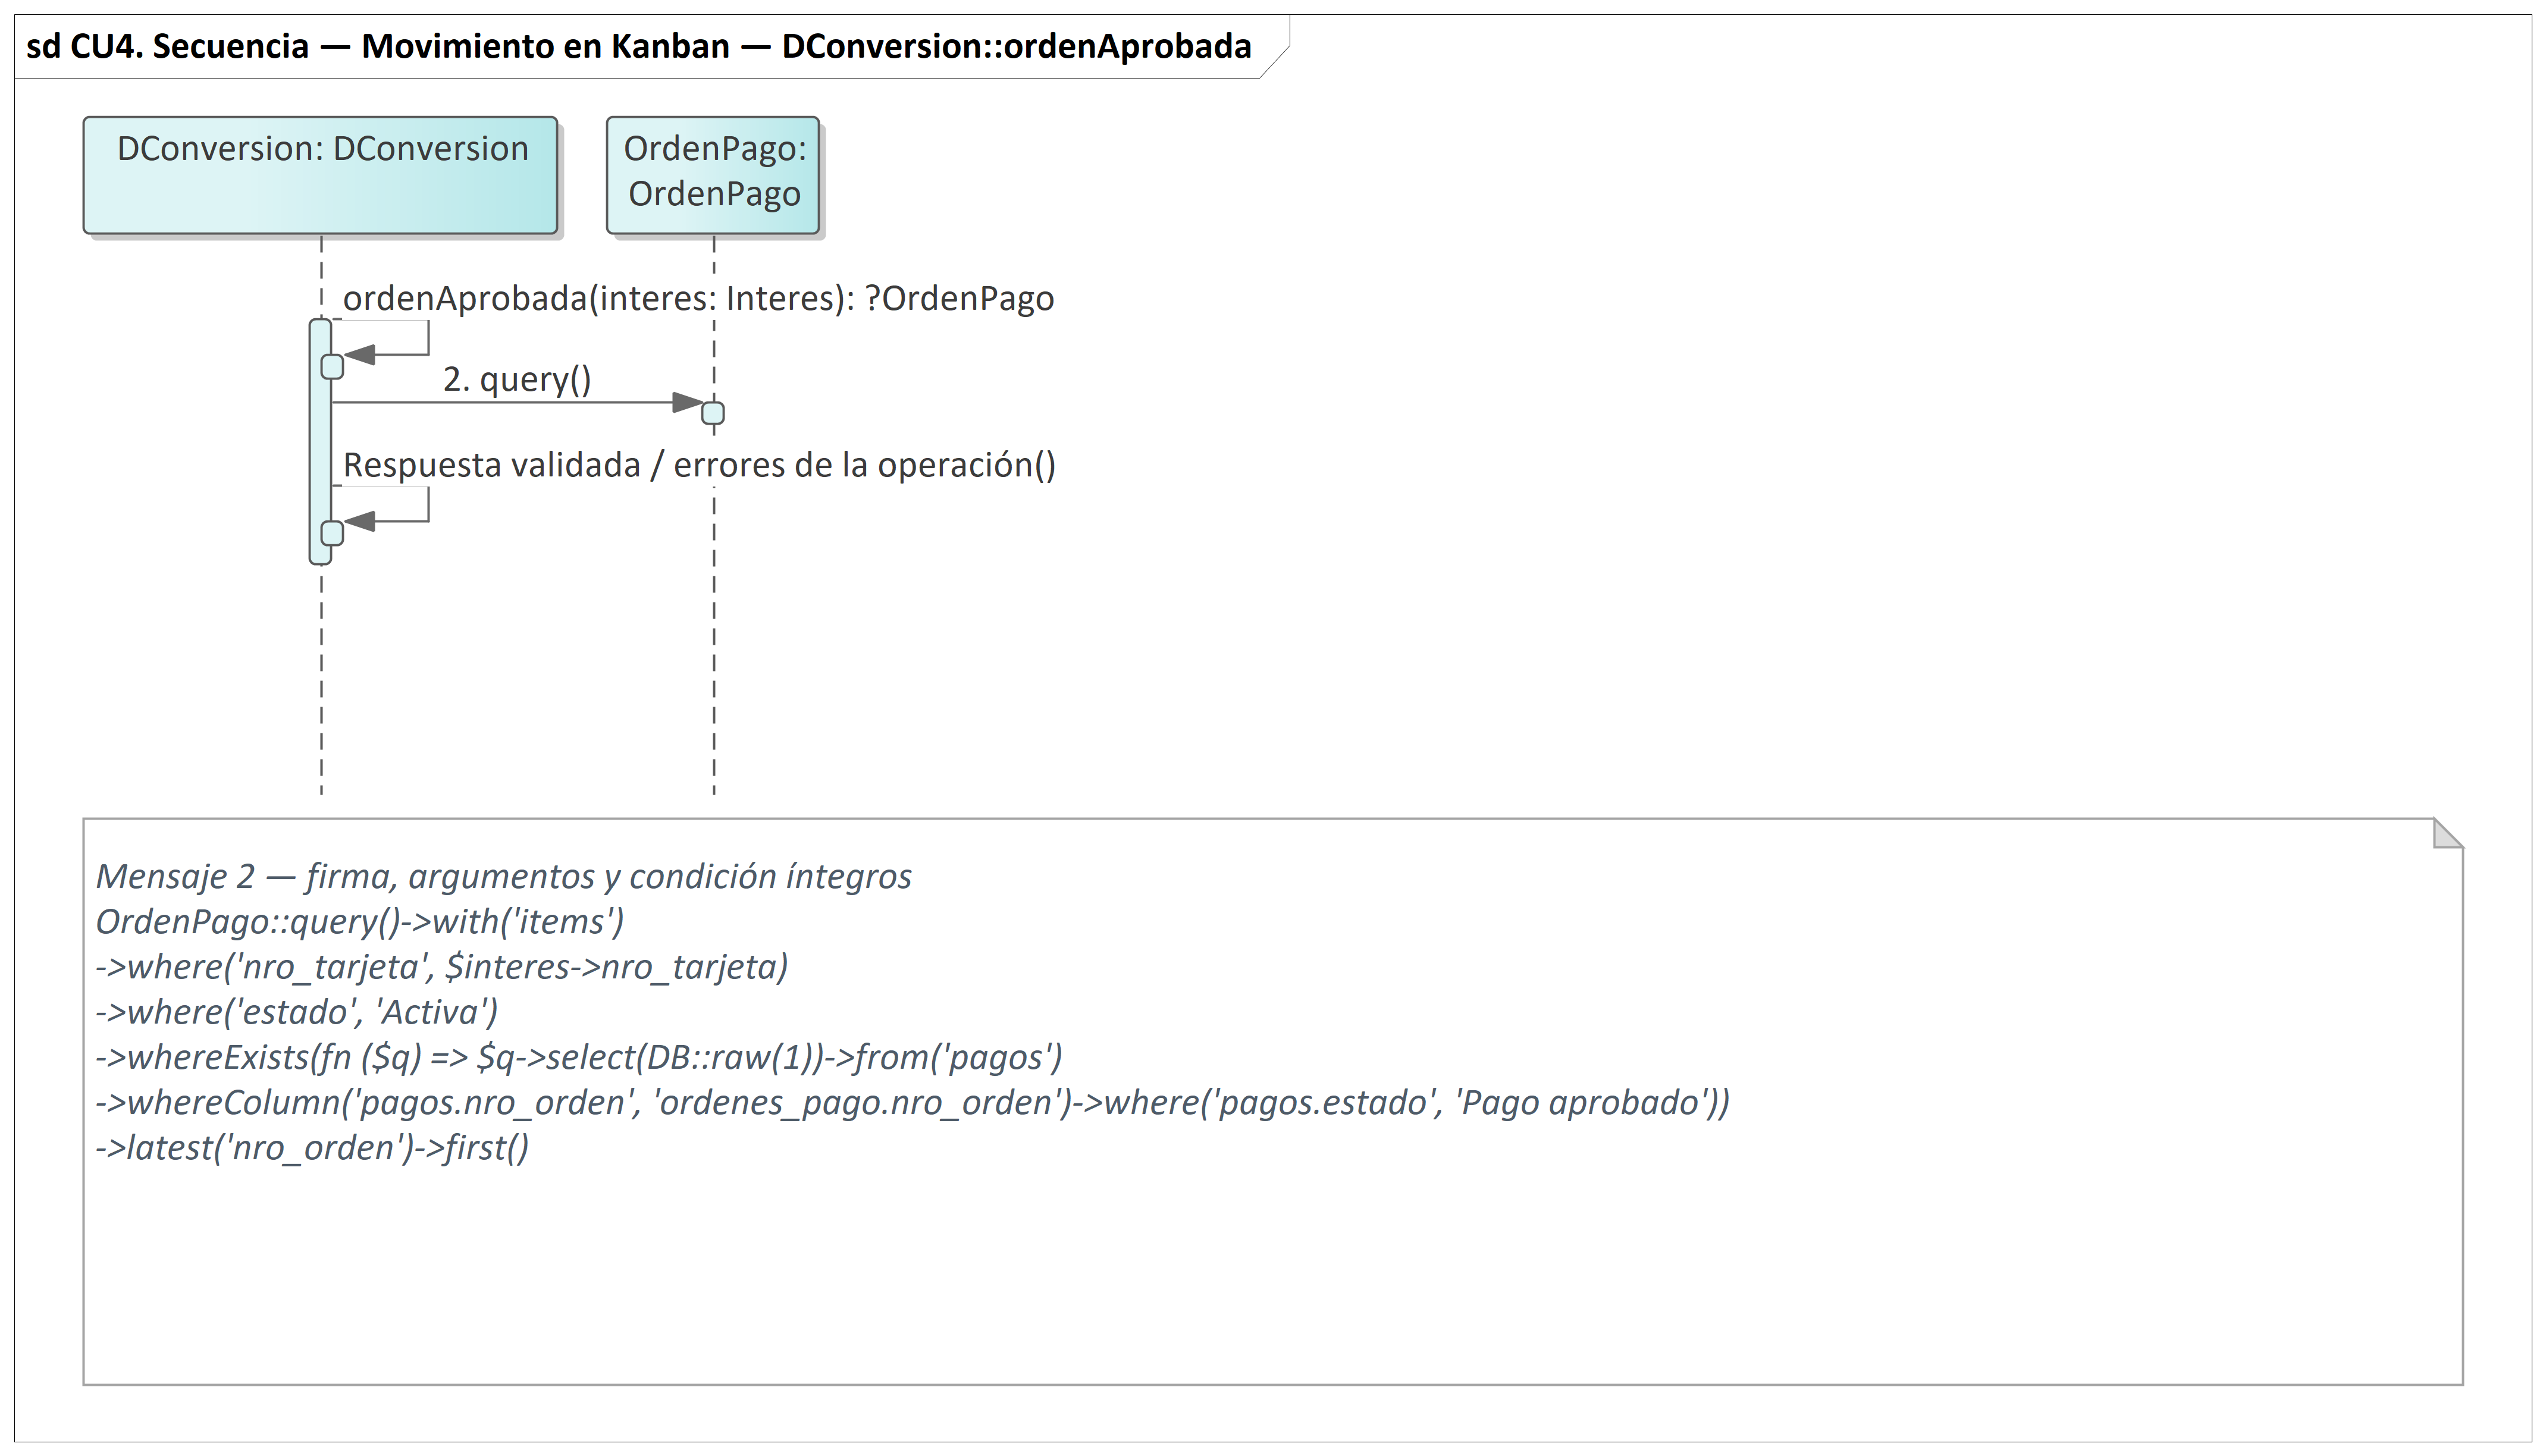 sd CU4. Secuencia — Movimiento en Kanban — DConversion::ordenAprobada
DConversion: DConversion
OrdenPago:
OrdenPago
ordenAprobada(interes: Interes): ?OrdenPago
2. query()
Respuesta validada / errores de la operación()
Mensaje 2 — firma, argumentos y condición íntegros
OrdenPago::query()->with('items')
->where('nro_tarjeta', $interes->nro_tarjeta)
->where('estado', 'Activa')
->whereExists(fn ($q) => $q->select(DB::raw(1))->from('pagos')
->whereColumn('pagos.nro_orden', 'ordenes_pago.nro_orden')->where('pagos.estado', 'Pago aprobado'))
->latest('nro_orden')->first()